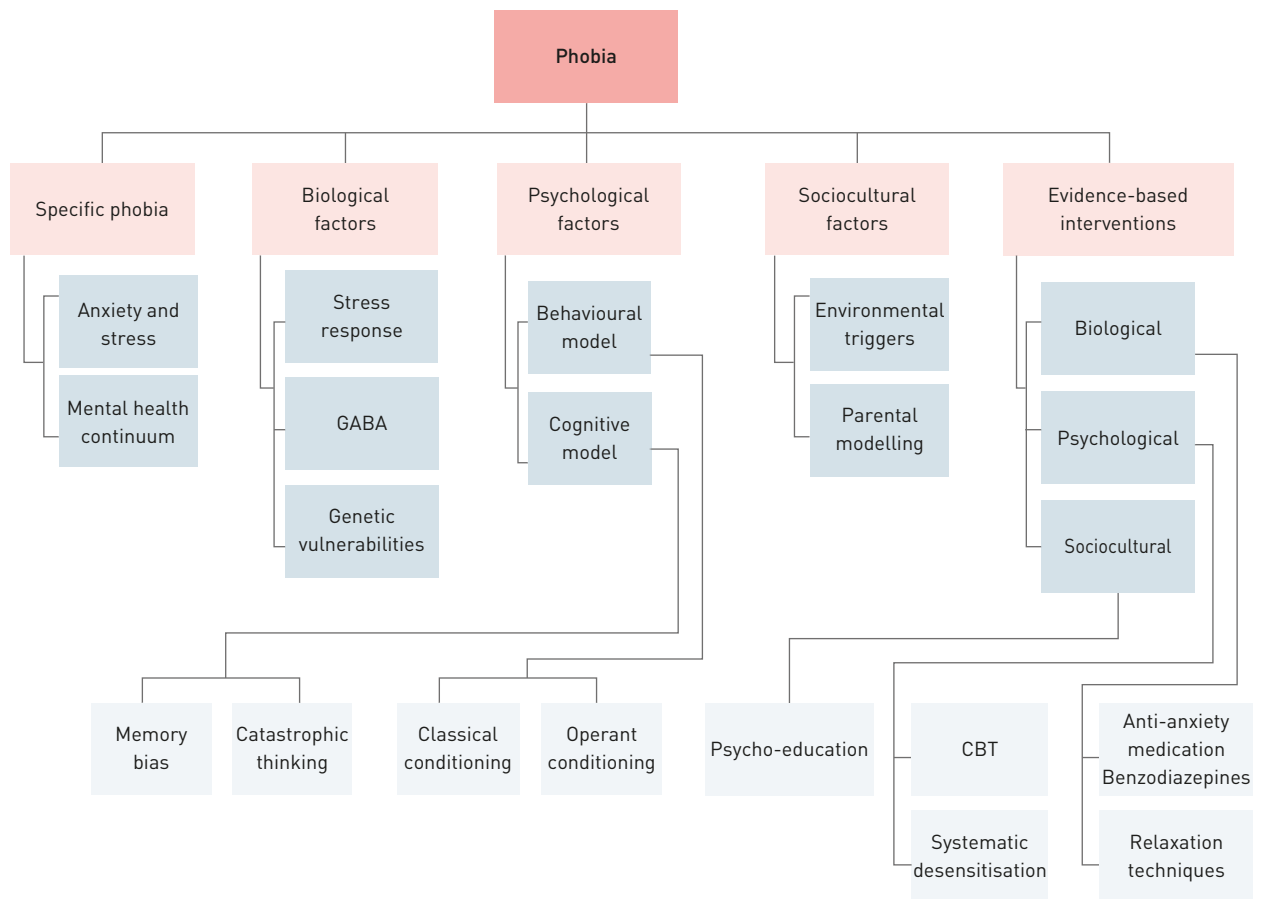 Phobia
Specific phobia
Biological
factors
Psychological
factors
Sociocultural
factors
Evidence-based
interventions
Anxiety and
stress
Mental health
continuum
Stress
response
GABA
Genetic
vulnerabilities
Behavioural
model
Cognitive
model
Environmental
triggers
Parental
modelling
Biological
Psychological
Sociocultural
Memory
bias
Catastrophic
thinking
Classical
conditioning
Operant
conditioning
Psycho-education
CBT
Systematic
desensitisation
Anti-anxiety
medication
Benzodiazepines
Relaxation
techniques